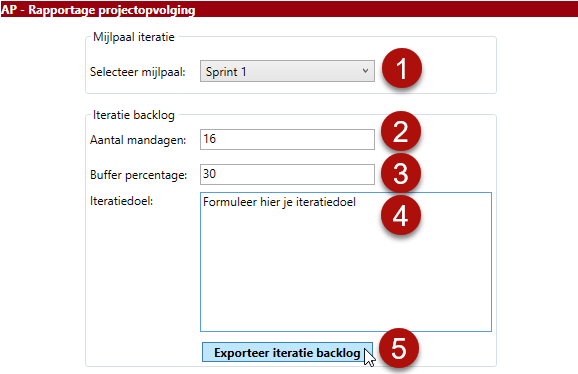 AP - Rapportage projectopvolging
Mijlpaal iteratie
Selecteer mijlpaal: Sprint 1 1
Iteratie backlog
Aantal mandagen: 16 2
Buffer percentage: 30 3
Iteratiedoel: Formuleer hier je iteratiedoel 4
Exporteer iteratie backlog 5